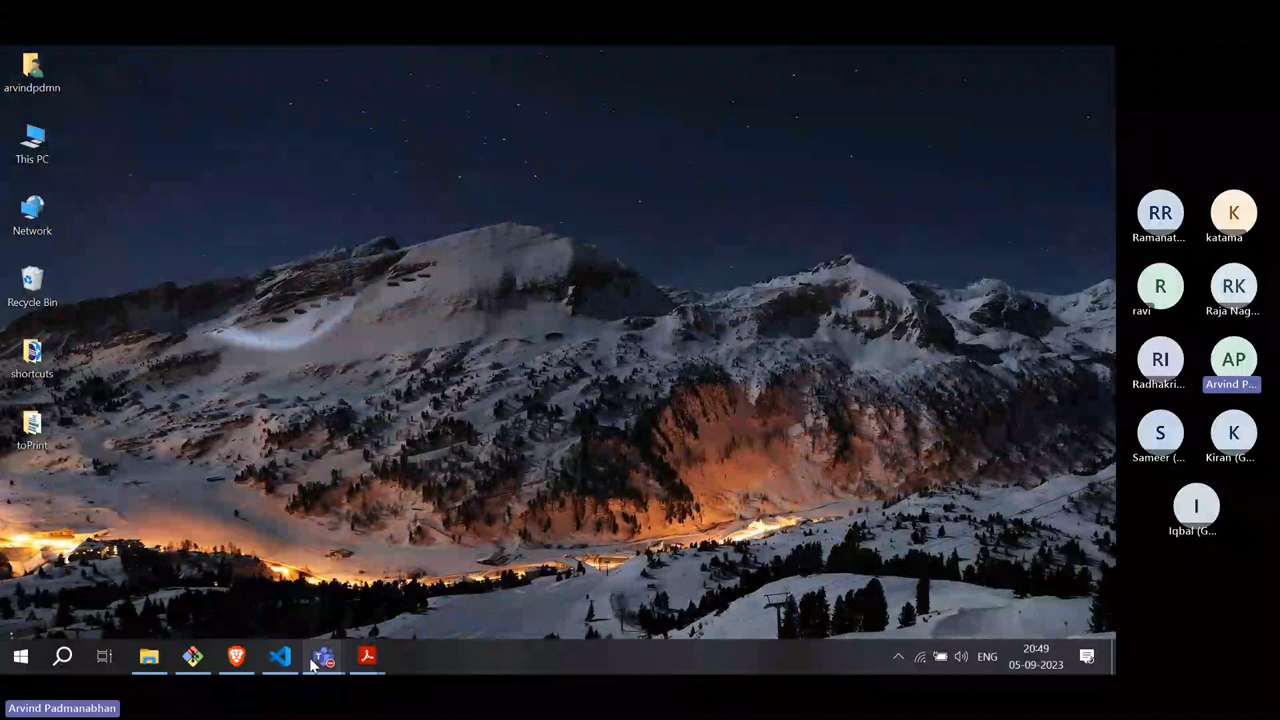 arvindpdmn
This PC
Network
Recycle Bin
shortcuts
toPrint
RR
Ramanat...
K
katama
R
ravi
RK
Raja Nag...
RI
Radhakri...
AP
Arvind P...
S
Sameer (...
K
Kiran (G...
I
Iqbal (G...
ENG
20:49
05-09-2023
Arvind Padmanabhan